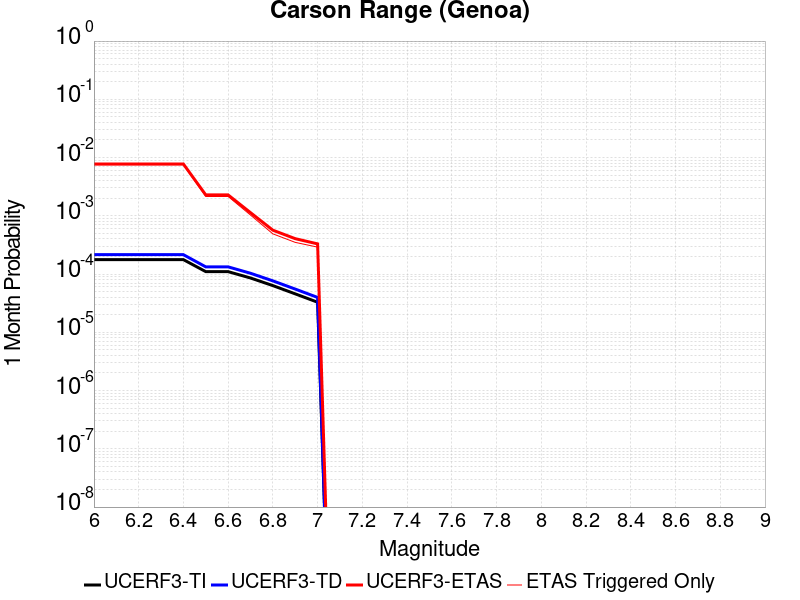 Carson Range (Genoa)
10 0
10 -1
10 -2
10 -3
10 -4
10 -5
10 -6
10 -7
10 -8
1 Month Probability
6 6.2 6.4 6.6 6.8 7 7.2 7.4 7.6 7.8 8 8.2 8.4 8.6 8.8 9
Magnitude
UCERF3-TI UCERF3-TD UCERF3-ETAS ETAS Triggered Only